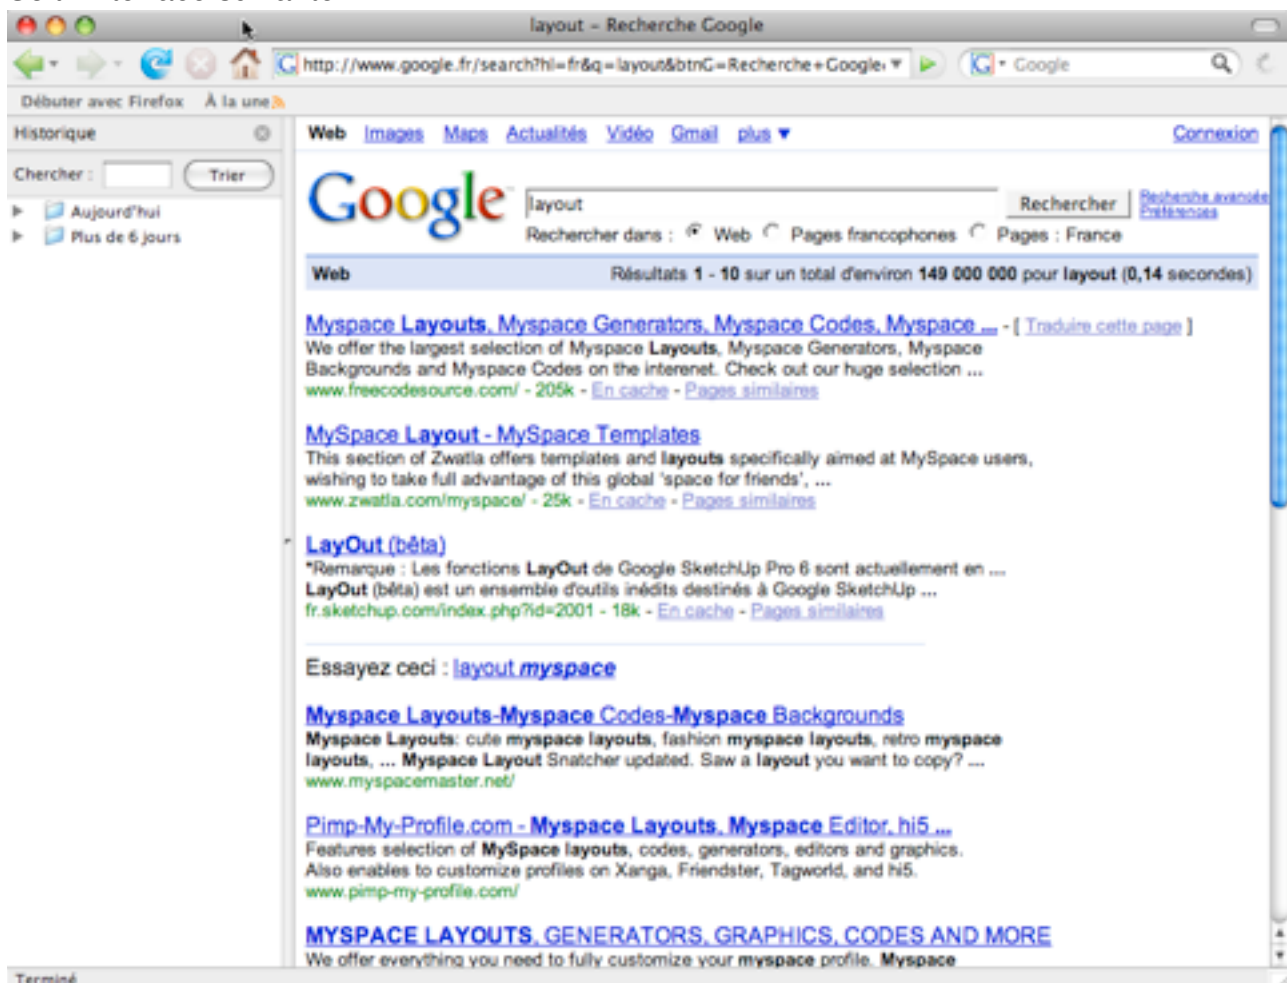 layout – Recherche Google
http://www.google.fr/search?hl=fr&q=layout&btnG=Recherche+Google
Google
Débuter avec Firefox À la une
Historique
Chercher :
Trier
Aujourd'hui
Plus de 6 jours
Web Images Maps Actualités Vidéo Gmail plus ▼ Connexion
Google
layout
Rechercher
Recherche avancée
Préférences
Rechercher dans : Web Pages francophones Pages : France
Web Résultats 1 - 10 sur un total d'environ 149 000 000 pour layout (0,14 secondes)
Myspace Layouts, Myspace Generators, Myspace Codes, Myspace ... - [ Traduire cette page ]
We offer the largest selection of Myspace Layouts, Myspace Generators, Myspace
Backgrounds and Myspace Codes on the interenet. Check out our huge selection ...
www.freecodesource.com/ - 205k - En cache - Pages similaires
MySpace Layout - MySpace Templates
This section of Zwatla offers templates and layouts specifically aimed at MySpace users,
wishing to take full advantage of this global 'space for friends', ...
www.zwatla.com/myspace/ - 25k - En cache - Pages similaires
LayOut (bêta)
*Remarque : Les fonctions LayOut de Google SketchUp Pro 6 sont actuellement en ...
LayOut (bêta) est un ensemble d'outils inédits destinés à Google SketchUp ...
fr.sketchup.com/index.php?id=2001 - 18k - En cache - Pages similaires
Essayez ceci : layout myspace
Myspace Layouts-Myspace Codes-Myspace Backgrounds
Myspace Layouts: cute myspace layouts, fashion myspace layouts, retro myspace
layouts, ... Myspace Layout Snatcher updated. Saw a layout you want to copy? ...
www.myspacemaster.net/
Pimp-My-Profile.com - Myspace Layouts, Myspace Editor, hi5 ...
Features selection of MySpace layouts, codes, generators, editors and graphics.
Also enables to customize profiles on Xanga, Friendster, Tagworld, and hi5.
www.pimp-my-profile.com/
MYSPACE LAYOUTS, GENERATORS, GRAPHICS, CODES AND MORE
We offer everything you need to fully customize your myspace profile. Myspace
Terminé